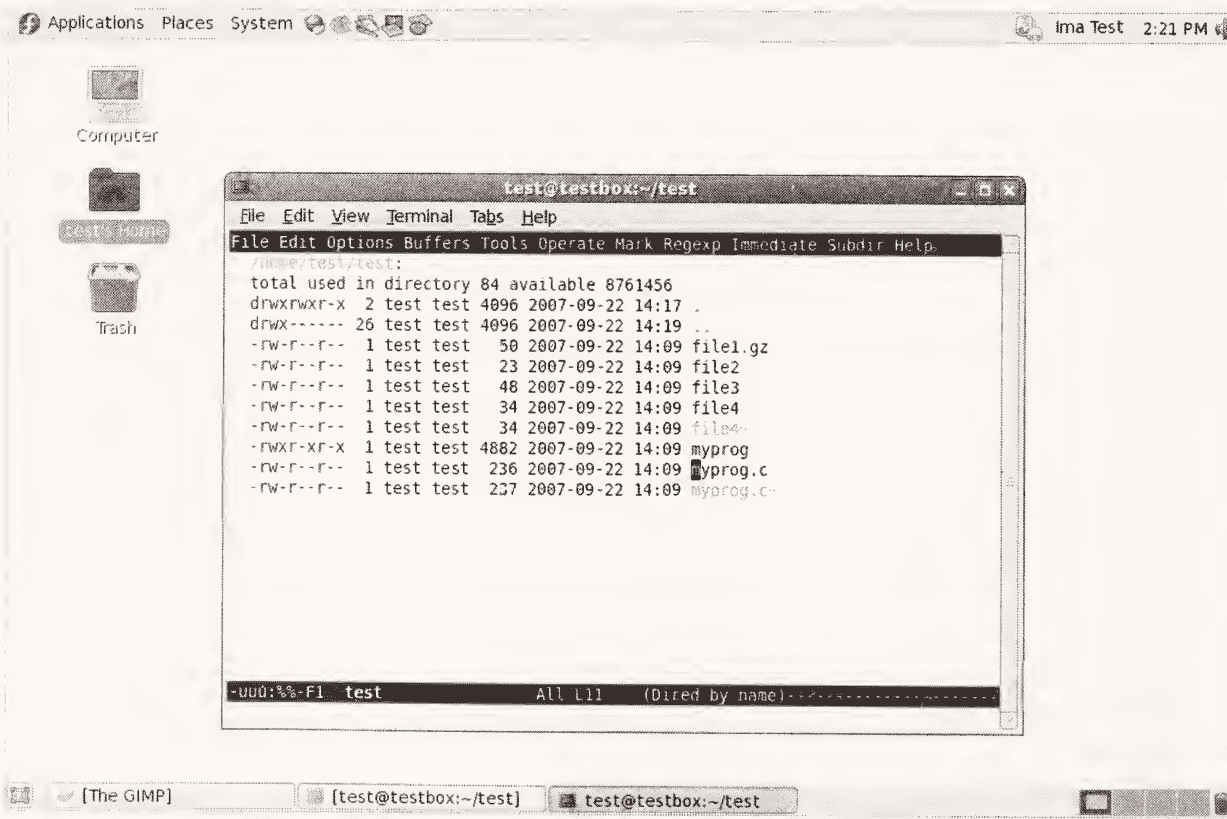 Applications Places System Ima Test 2:21 PM
Computer
test's Home
Trash
test@testbox:~/test
File Edit View Terminal Tabs Help
File Edit Options Buffers Tools Operate Mark Regexp Immediate Subdir Help
/home/test/test:
total used in directory 84 available 8761456
drwxrwxr-x 2 test test 4096 2007-09-22 14:17 .
drwx------ 26 test test 4096 2007-09-22 14:19 ..
-rw-r--r-- 1 test test 50 2007-09-22 14:09 file1.gz
-rw-r--r-- 1 test test 23 2007-09-22 14:09 file2
-rw-r--r-- 1 test test 48 2007-09-22 14:09 file3
-rw-r--r-- 1 test test 34 2007-09-22 14:09 file4
-rw-r--r-- 1 test test 34 2007-09-22 14:09 file4~
-rwxr-xr-x 1 test test 4882 2007-09-22 14:09 myprog
-rw-r--r-- 1 test test 236 2007-09-22 14:09 myprog.c
-rw-r--r-- 1 test test 237 2007-09-22 14:09 myprog.c~
-uuu:%%-F1 test All L11 (Dired by name)----------------------
[The GIMP] [test@testbox:~/test] test@testbox:~/test